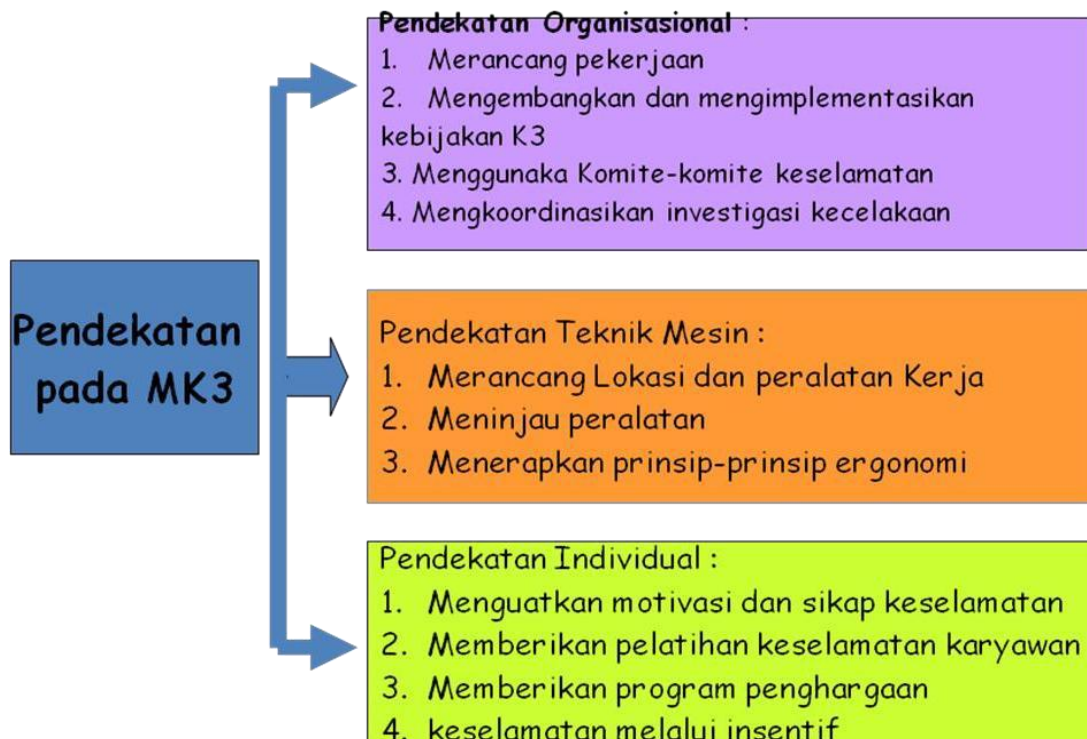 Pendekatan Organisasional :
1. Merancang pekerjaan
2. Mengembangkan dan mengimplementasikan
kebijakan K3
3. Menggunaka Komite-komite keselamatan
4. Mengkoordinasikan investigasi kecelakaan
Pendekatan
pada MK3
Pendekatan Teknik Mesin :
1. Merancang Lokasi dan peralatan Kerja
2. Meninjau peralatan
3. Menerapkan prinsip-prinsip ergonomi
Pendekatan Individual :
1. Menguatkan motivasi dan sikap keselamatan
2. Memberikan pelatihan keselamatan karyawan
3. Memberikan program penghargaan
4. keselamatan melalui insentif